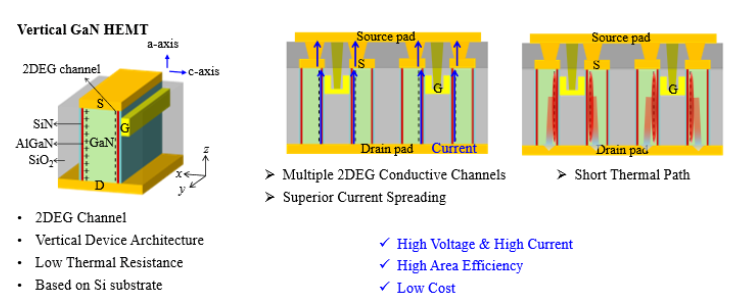 Vertical GaN HEMT
a-axis
c-axis
2DEG channel
S
G
SiN
AlGaN
GaN
SiO2
D
z
x
y
• 2DEG Channel
• Vertical Device Architecture
• Low Thermal Resistance
• Based on Si substrate
Source pad
S
G
Drain pad
Current
➢ Multiple 2DEG Conductive Channels
➢ Superior Current Spreading
Source pad
S
G
Drain pad
➢ Short Thermal Path
✓ High Voltage & High Current
✓ High Area Efficiency
✓ Low Cost